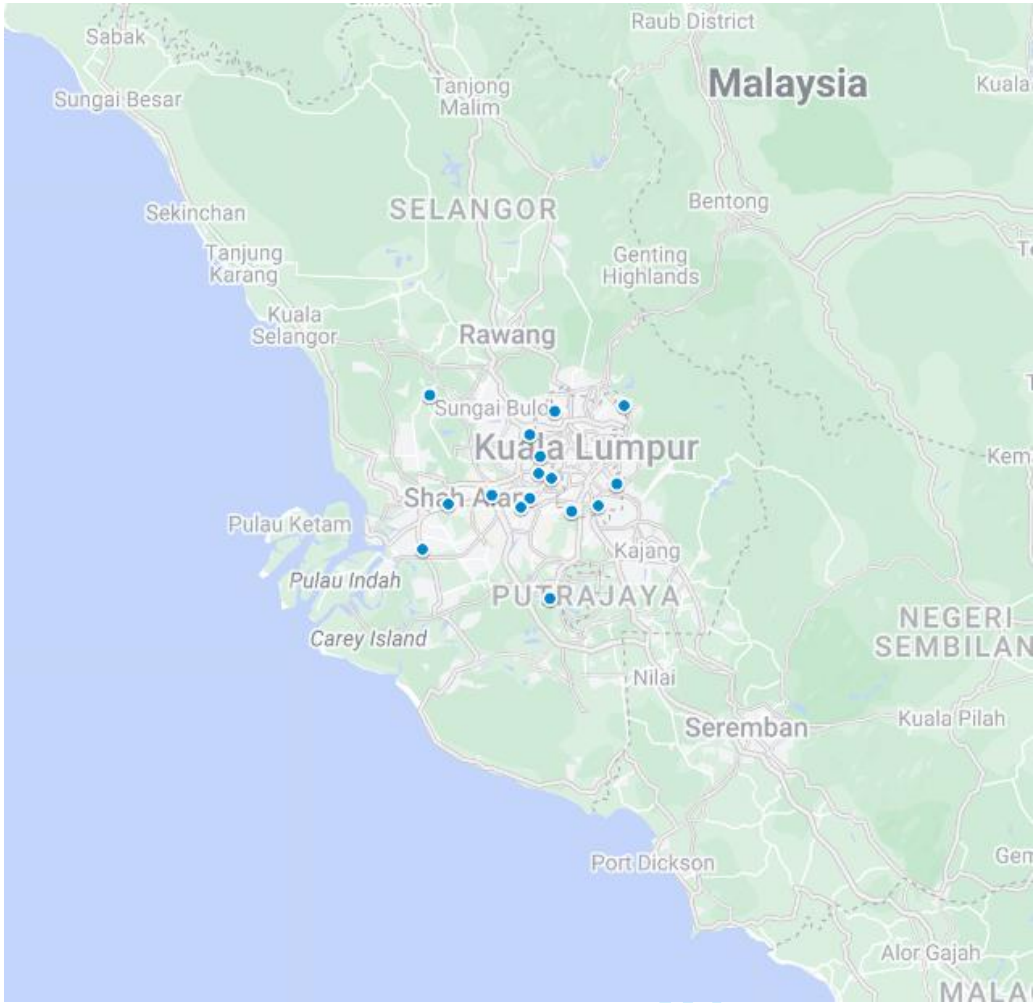 Raub District
Sabak
Malaysia
Tanjong
Malim
Kuala
Sungai Besar
SELANGOR
Bentong
Sekinchan
Tanjung
Karang
Genting
Highlands
Kuala
Selangor
Rawang
Sungai Buloh
Kuala Lumpur
Shah Alam
Pulau Ketam
Kajang
Pulau Indah
PUTRAJAYA
NEGERI
SEMBILAN
Carey Island
Nilai
Kuala Pilah
Seremban
Port Dickson
Alor Gajah